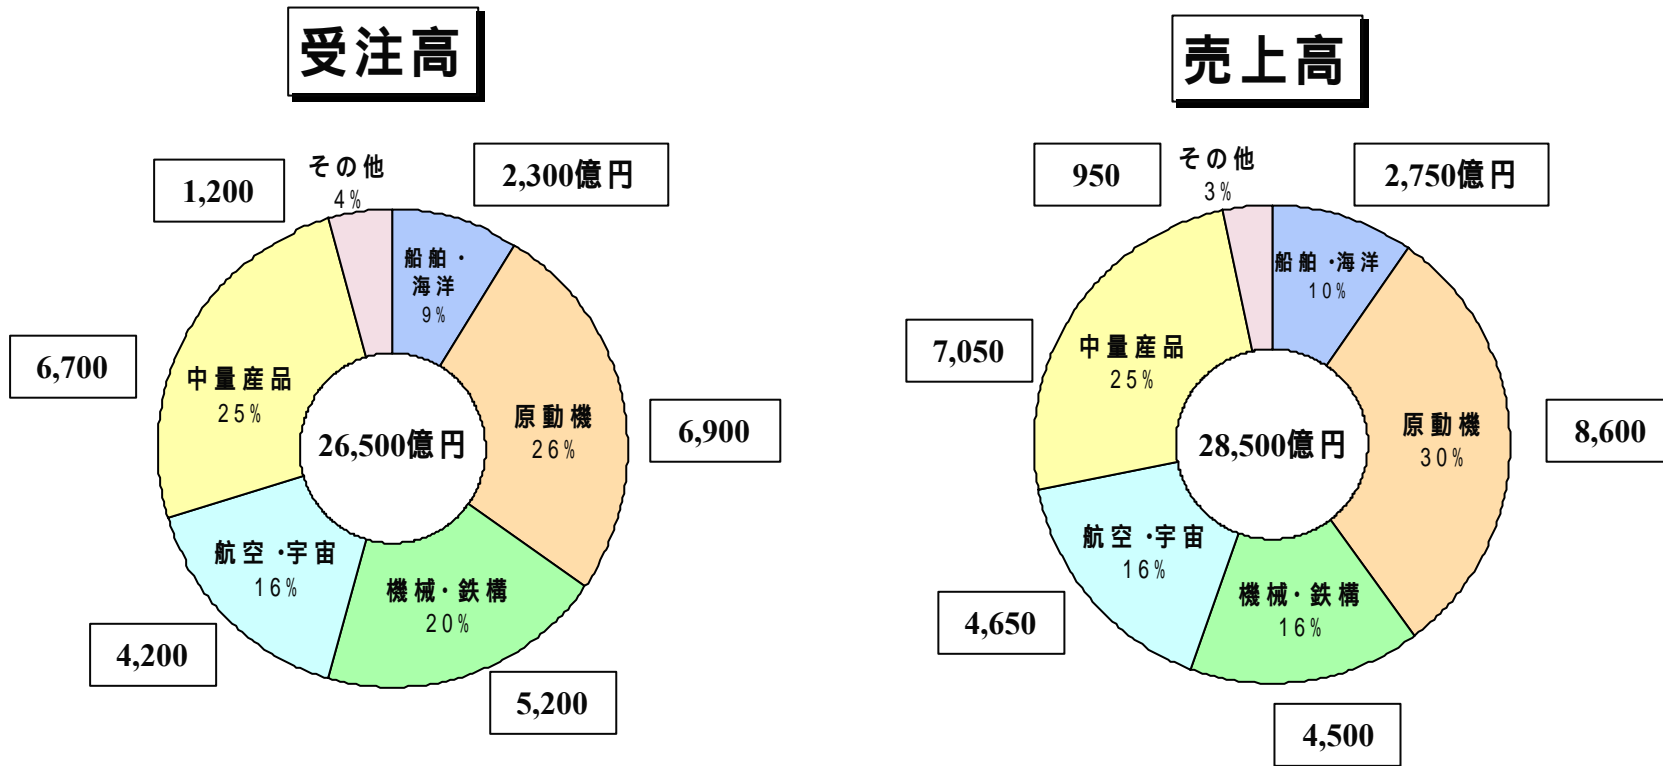 受注高
1,200
その他
4%
2,300億円
船舶・
海洋
9%
6,700
中量産品
25%
26,500億円
原動機
26%
6,900
航空・宇宙
16%
機械・鉄構
20%
4,200
5,200
売上高
950
その他
3%
2,750億円
船舶・海洋
10%
7,050
中量産品
25%
28,500億円
原動機
30%
8,600
航空・宇宙
16%
機械・鉄構
16%
4,650
4,500